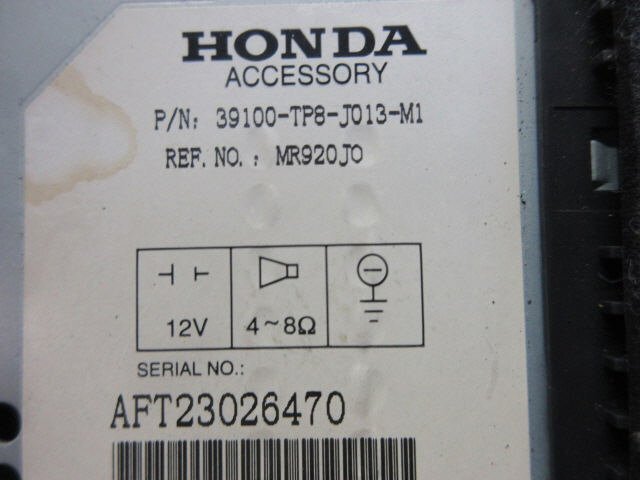 HONDA
ACCESSORY
P/N: 39100-TP8-J013-M1
REF.NO.: MR920J0
12V 4~8Ω
SERIAL NO.:
AFT23026470